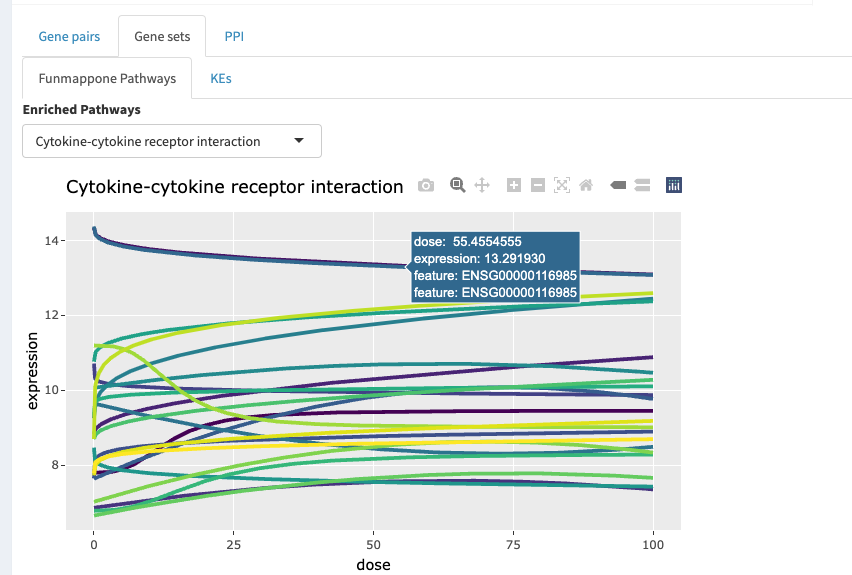 Gene pairs Gene sets PPI
Funmappone Pathways KEs
Enriched Pathways
Cytokine-cytokine receptor interaction
Cytokine-cytokine receptor interaction
dose: 55.4554555
expression: 13.291930
feature: ENSG00000116985
feature: ENSG00000116985
14
12
10
8
expression
0 25 50 75 100
dose